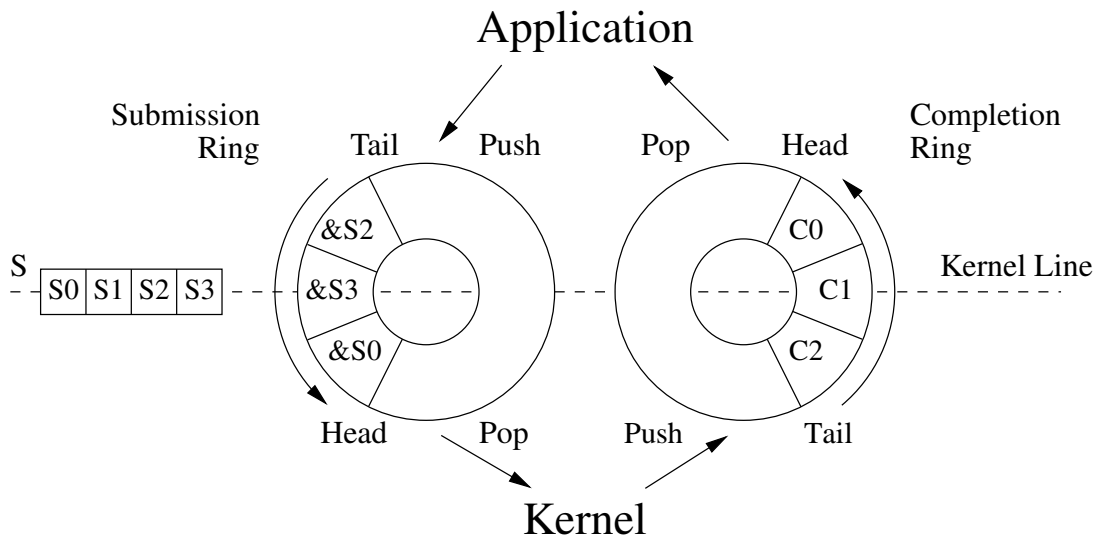 Application
Submission
Ring
Completion
Ring
Tail
Push
Pop
Head
&S2
C0
S
Kernel Line
S0 S1 S2 S3
&S3
C1
&S0
C2
Head
Pop
Push
Tail
Kernel